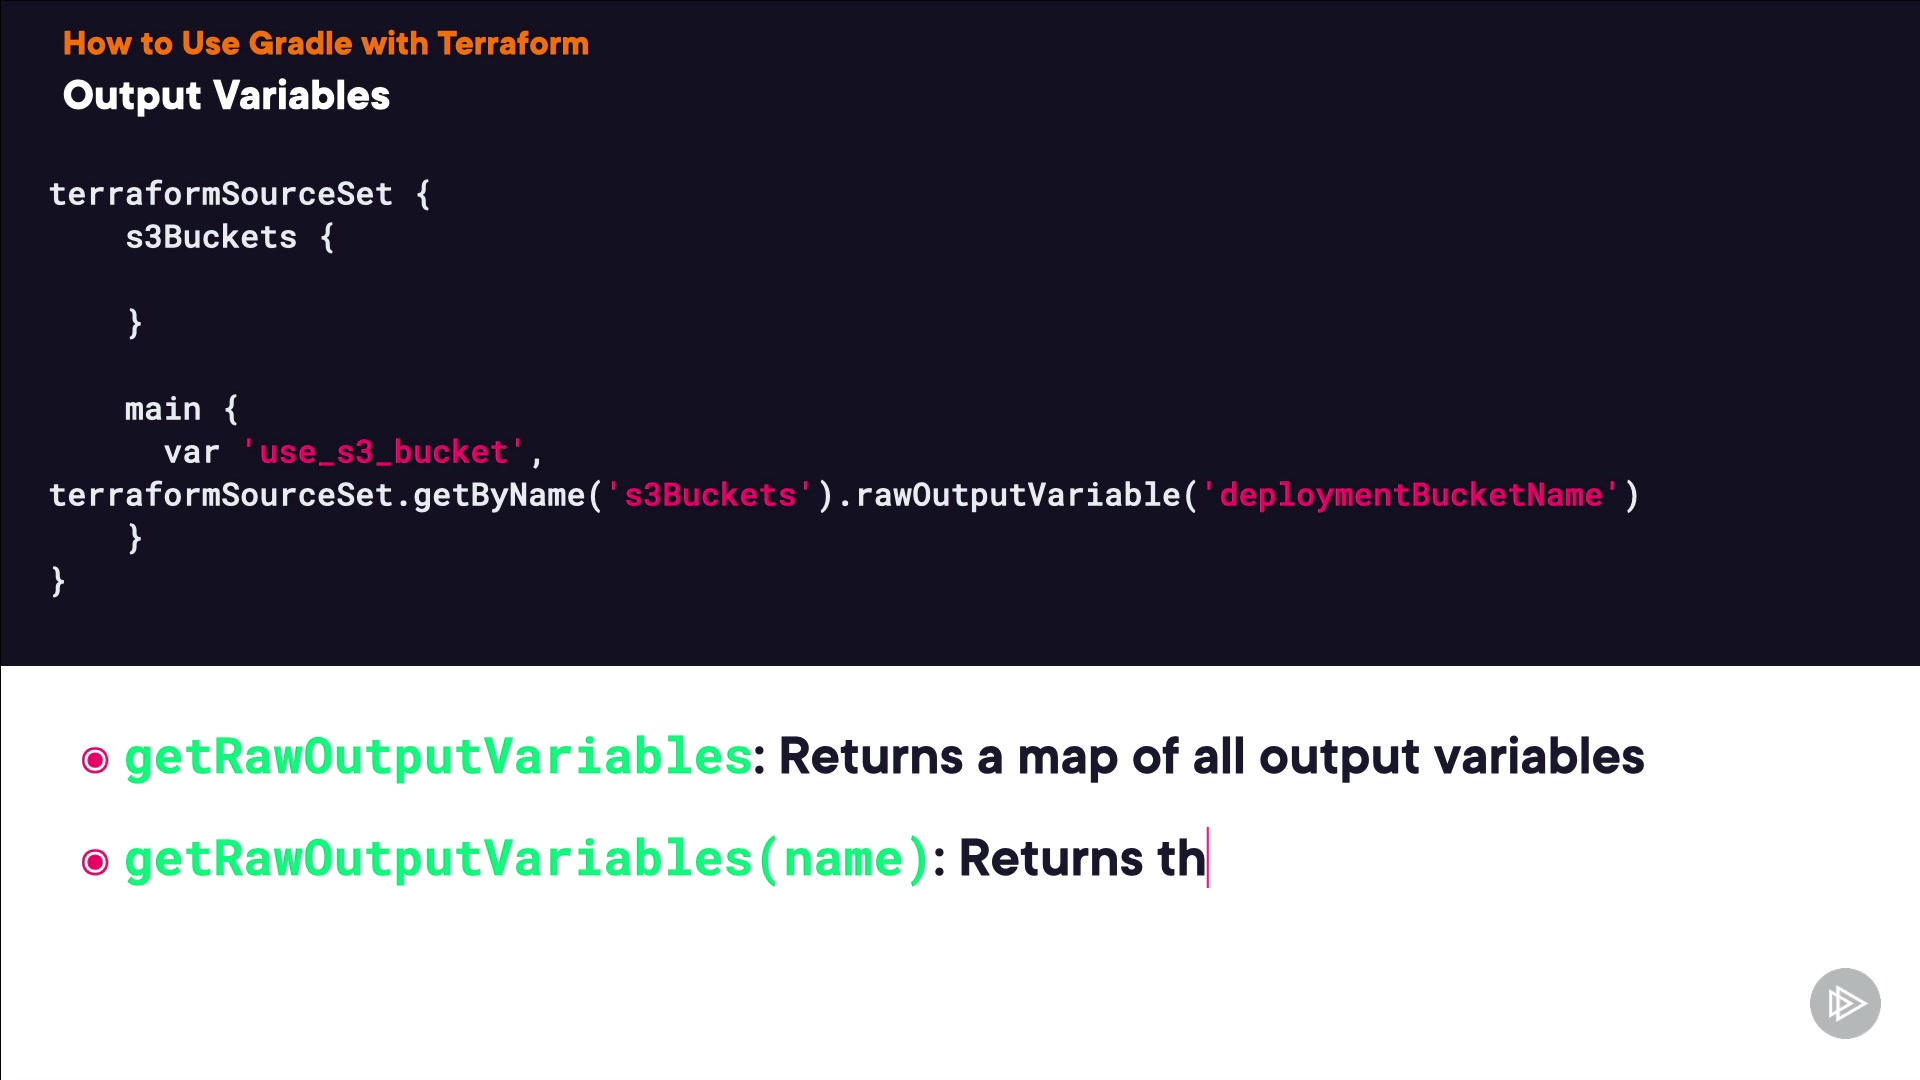 How to Use Gradle with Terraform
Output Variables
terraformSourceSet {
    s3Buckets {
    }
    main {
      var 'use_s3_bucket',
terraformSourceSet.getByName('s3Buckets').rawOutputVariable('deploymentBucketName')
    }
}
getRawOutputVariables: Returns a map of all output variables
getRawOutputVariables(name): Returns th